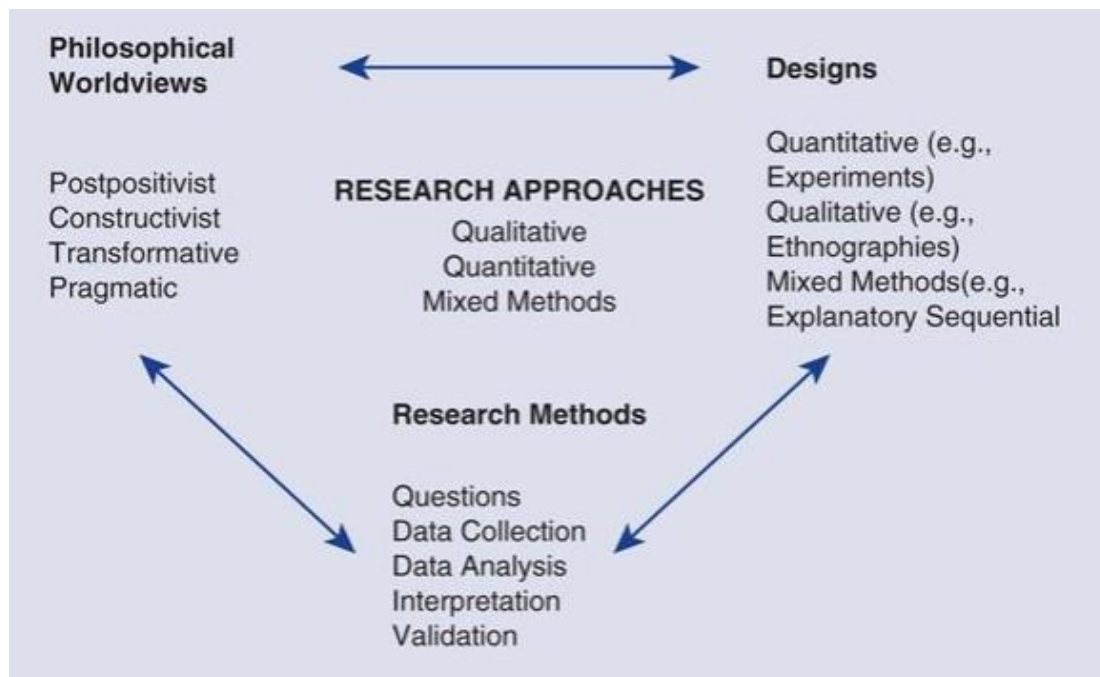 Philosophical
Worldviews
Designs
Postpositivist
Constructivist
Transformative
Pragmatic
RESEARCH APPROACHES
Qualitative
Quantitative
Mixed Methods
Quantitative (e.g.,
Experiments)
Qualitative (e.g.,
Ethnographies)
Mixed Methods(e.g.,
Explanatory Sequential
Research Methods
Questions
Data Collection
Data Analysis
Interpretation
Validation